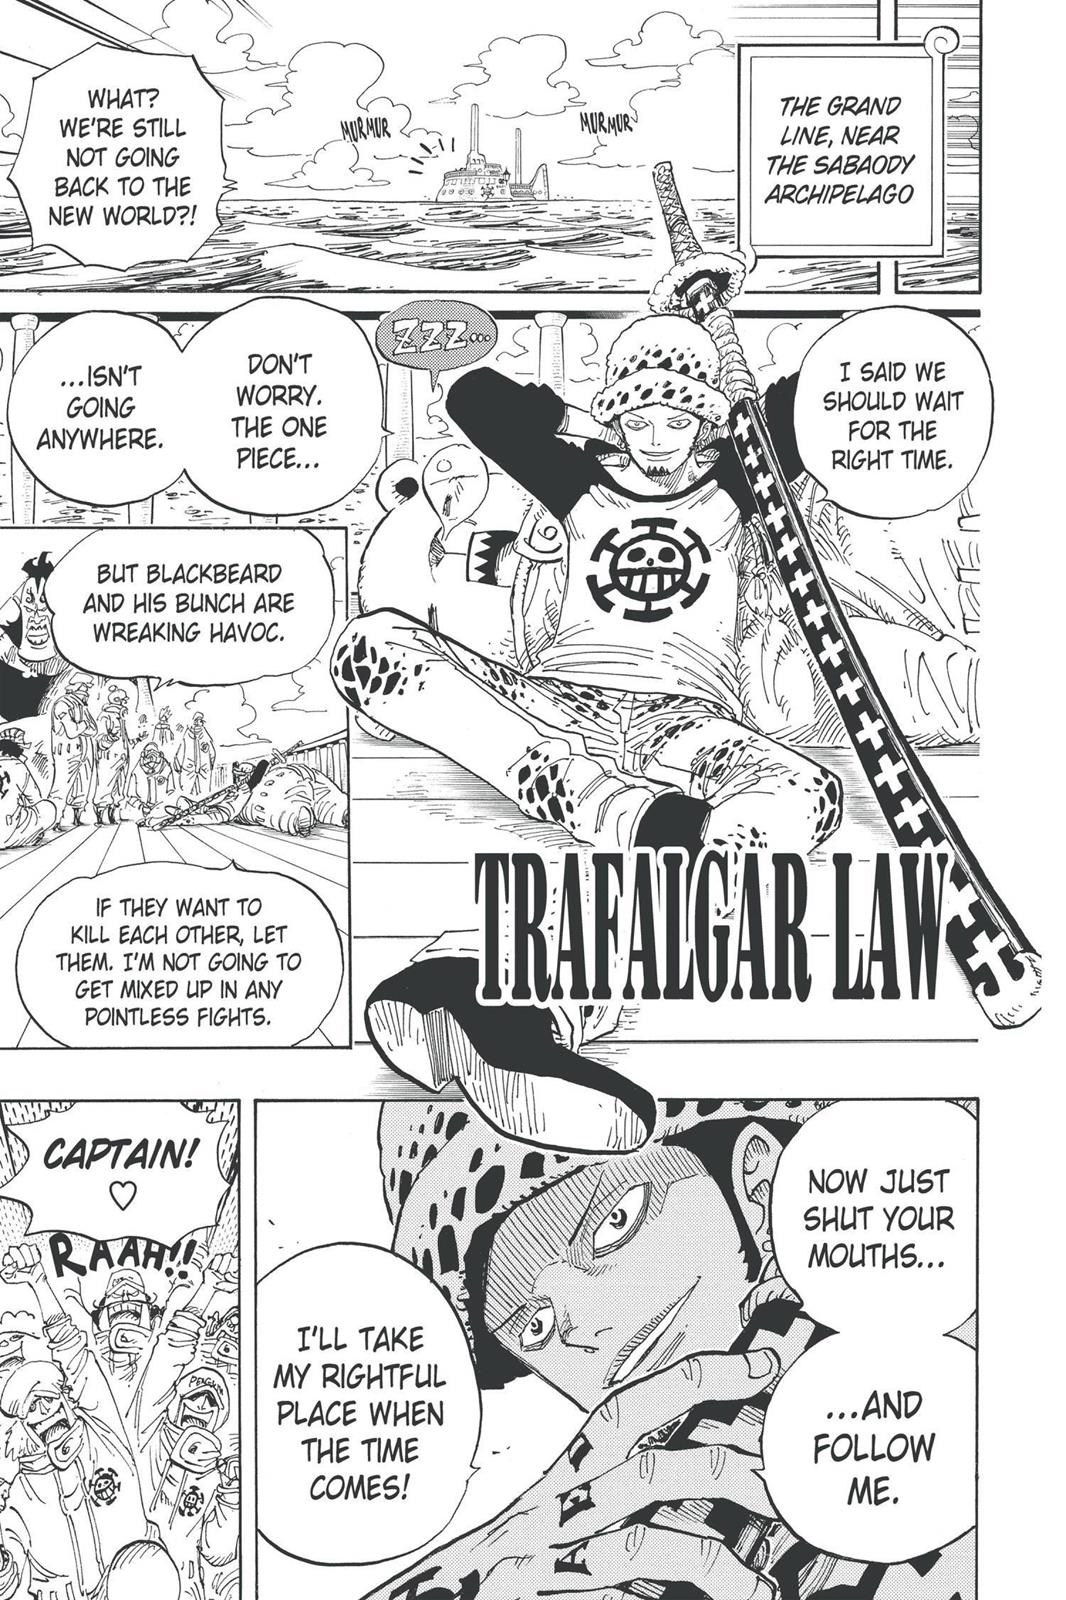 THE GRAND
LINE, NEAR
THE SABAODY
ARCHIPELAGO
MURMUR
MURMUR
WHAT?
WE'RE STILL
NOT GOING
BACK TO THE
NEW WORLD?!
I SAID WE
SHOULD WAIT
FOR THE
RIGHT TIME.
ZZZ...
DON'T
WORRY.
THE ONE
PIECE...
...ISN'T
GOING
ANYWHERE.
BUT BLACKBEARD
AND HIS BUNCH ARE
WREAKING HAVOC.
IF THEY WANT TO
KILL EACH OTHER, LET
THEM. I'M NOT GOING TO
GET MIXED UP IN ANY
POINTLESS FIGHTS.
TRAFALGAR LAW
NOW JUST
SHUT YOUR
MOUTHS...
...AND
FOLLOW
ME.
I'LL TAKE
MY RIGHTFUL
PLACE WHEN
THE TIME
COMES!
CAPTAIN!
♡
RAAH!!
PENGUIN